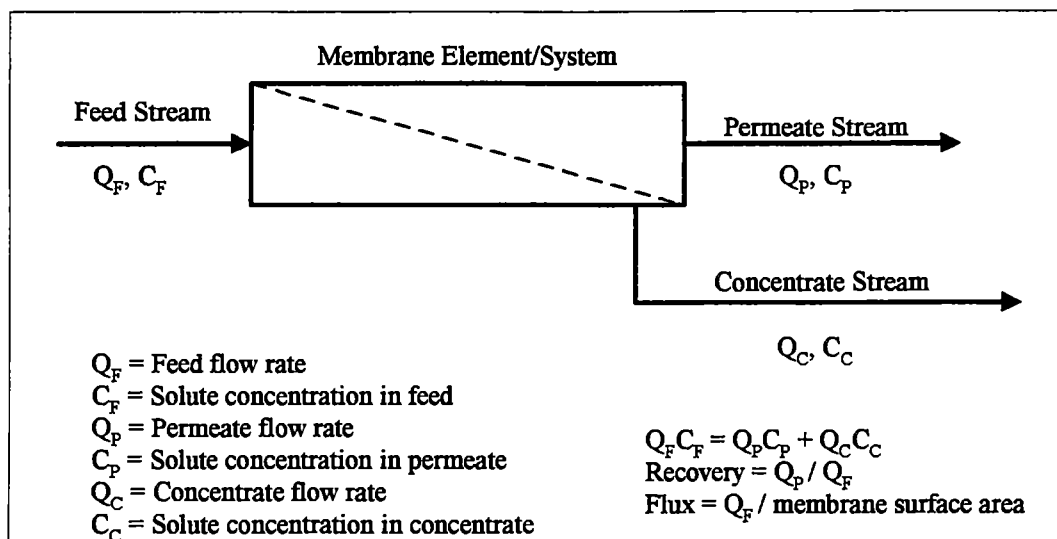 Membrane Element/System
Feed Stream
Permeate Stream
Q_F, C_F
Q_P, C_P
Concentrate Stream
Q_C, C_C
Q_F = Feed flow rate
C_F = Solute concentration in feed
Q_P = Permeate flow rate
C_P = Solute concentration in permeate
Q_C = Concentrate flow rate
C_C = Solute concentration in concentrate
Q_FC_F = Q_PC_P + Q_CC_C
Recovery = Q_P / Q_F
Flux = Q_F / membrane surface area